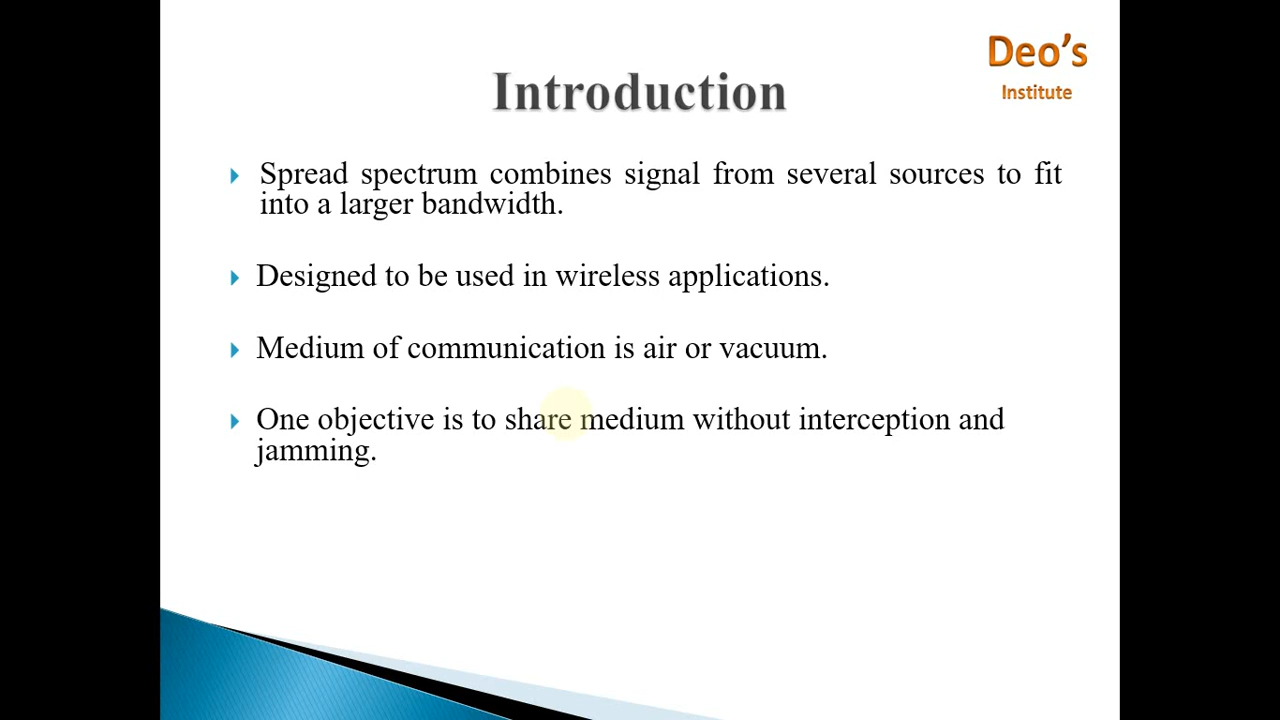 Deo's
Institute
Introduction
Spread spectrum combines signal from several sources to fit
into a larger bandwidth.
Designed to be used in wireless applications.
Medium of communication is air or vacuum.
One objective is to share medium without interception and
jamming.